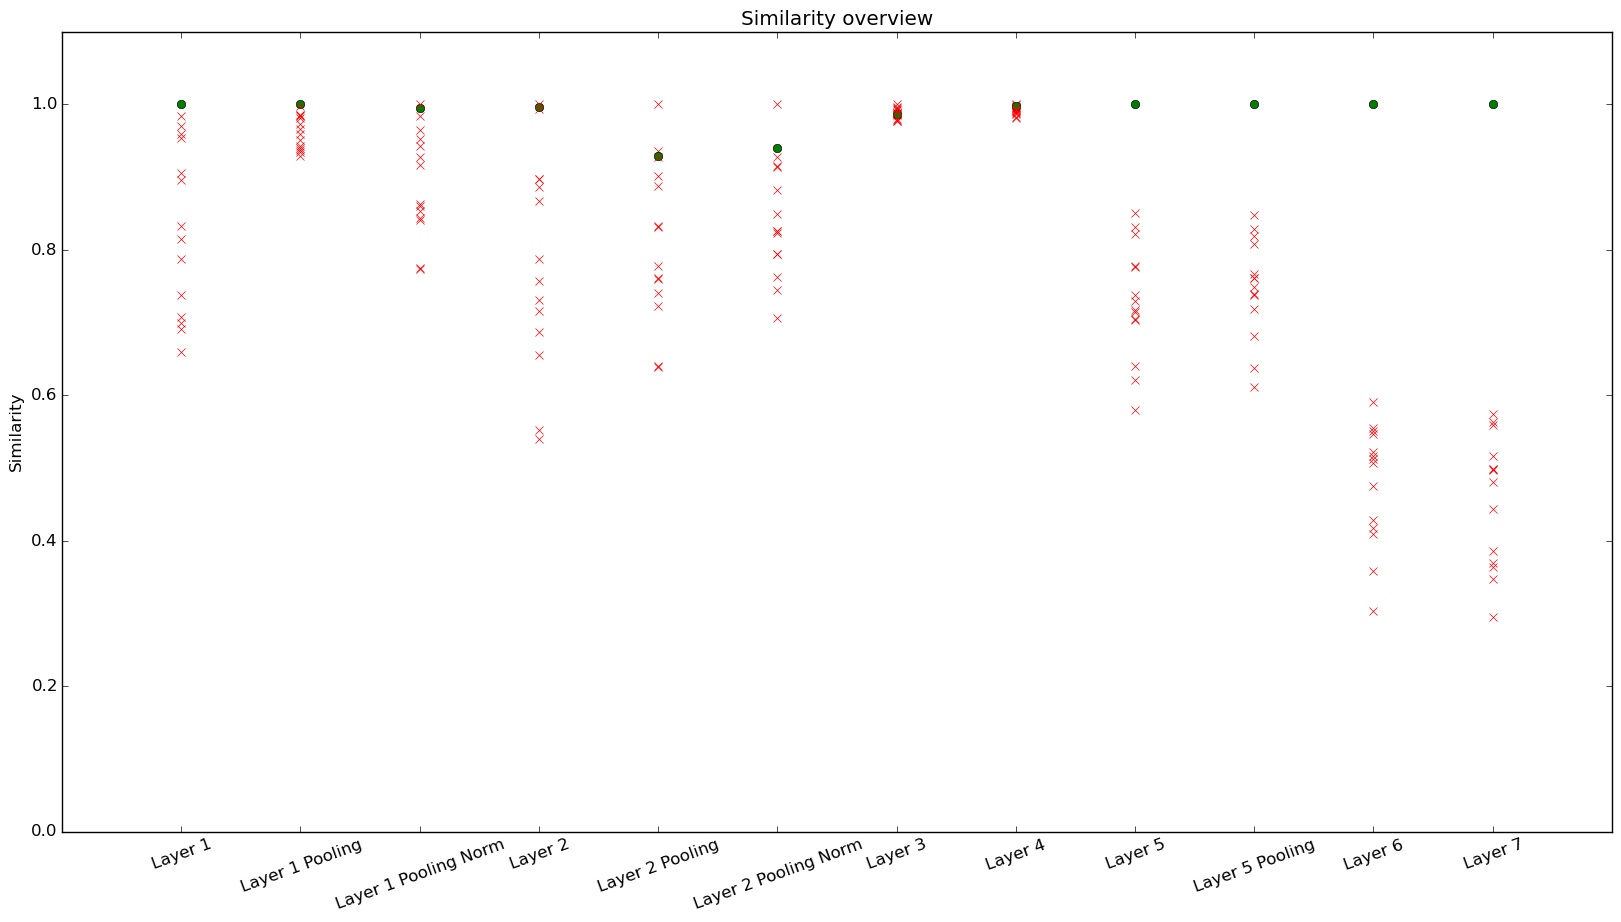 Similarity overview
Similarity
1.0
0.8
0.6
0.4
0.2
0.0
Layer 1
Layer 1 Pooling
Layer 1 Pooling Norm
Layer 2
Layer 2 Pooling
Layer 2 Pooling Norm
Layer 3
Layer 4
Layer 5
Layer 5 Pooling
Layer 6
Layer 7